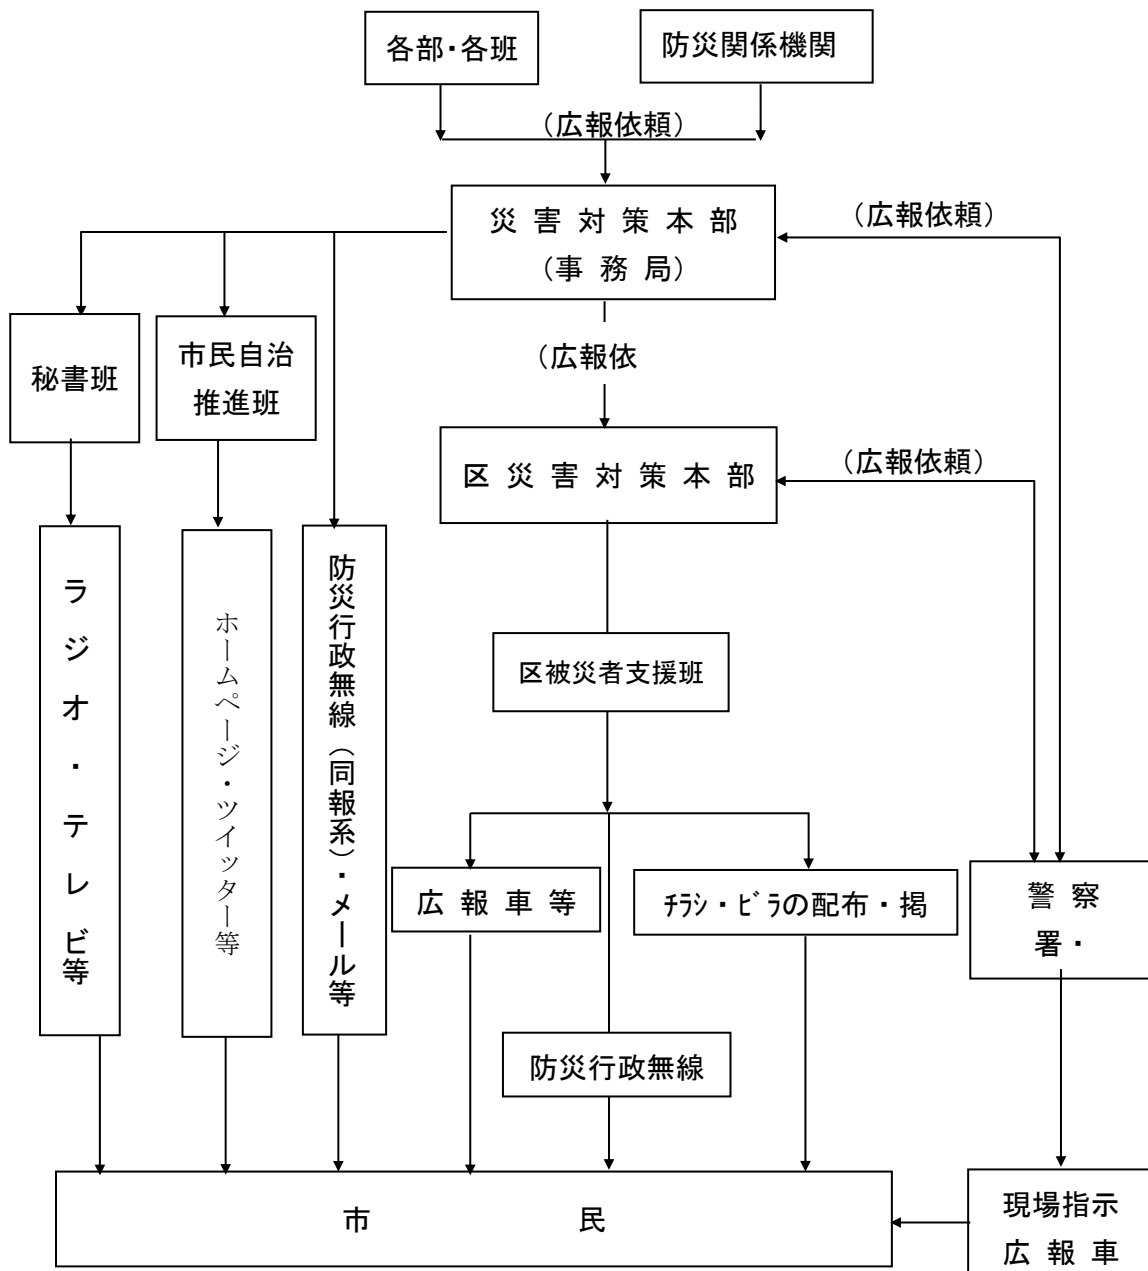 各部・各班
防災関係機関
（広報依頼）
災害対策本部
（事務局）
（広報依頼）
（広報依
秘書班
市民自治
推進班
区災害対策本部
（広報依頼）
ラジオ・テレビ等
ホームページ・ツイッター等
防災行政無線（同報系）・メール等
区被災者支援班
広報車等
ﾁﾗｼ・ﾋﾞﾗの配布・掲
警察
署・
防災行政無線
市民
現場指示
広報車